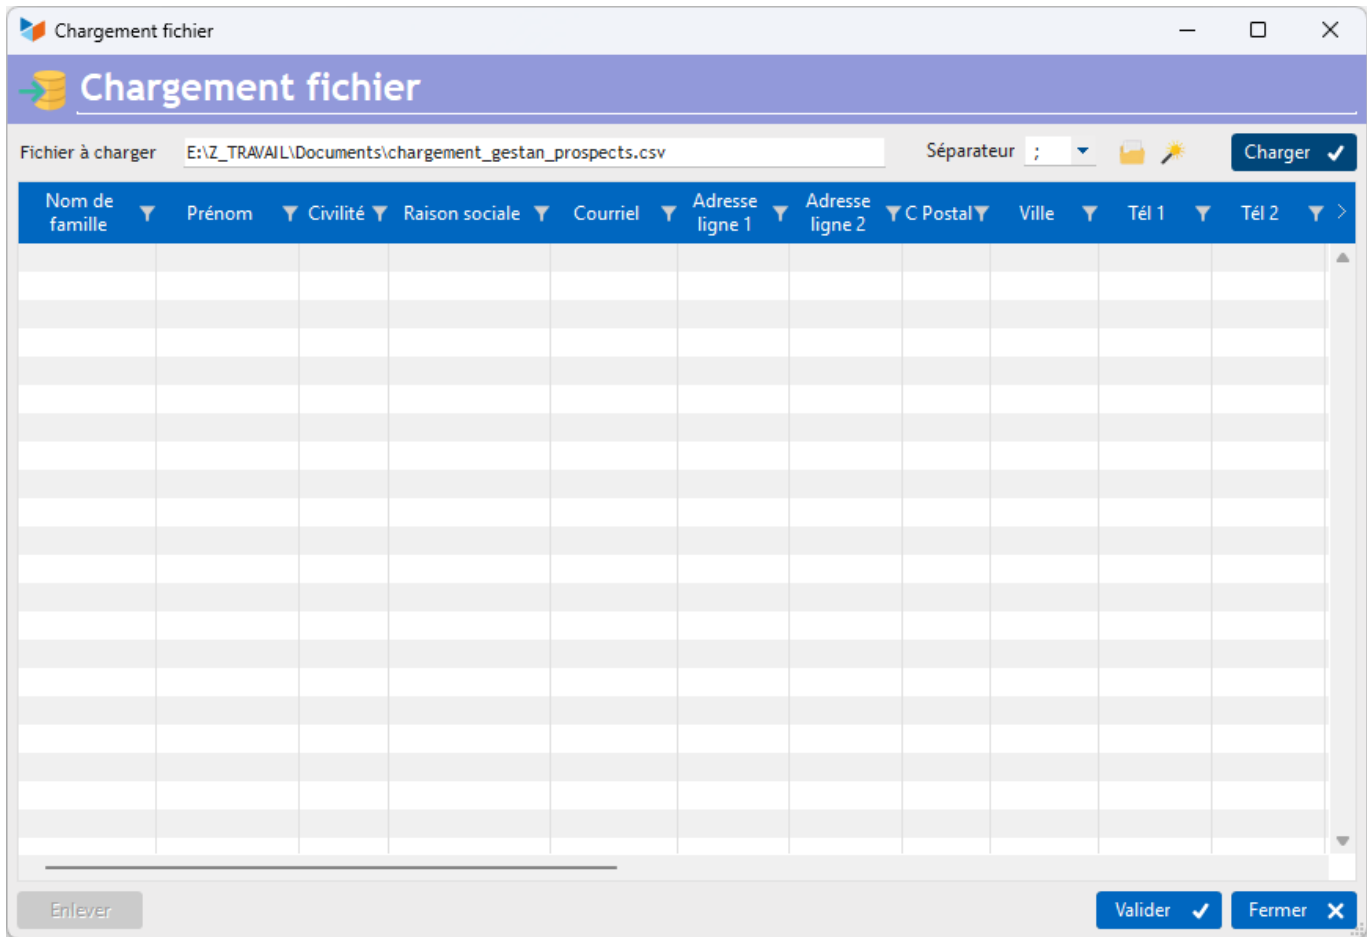 Chargement fichier
Chargement fichier
Fichier à charger E:\Z_TRAVAIL\Documents\chargement_gestan_prospects.csv Séparateur ; Charger
Nom de famille Prénom Civilité Raison sociale Courriel Adresse ligne 1 Adresse ligne 2 C Postal Ville Tél 1 Tél 2
Enlever Valider Fermer